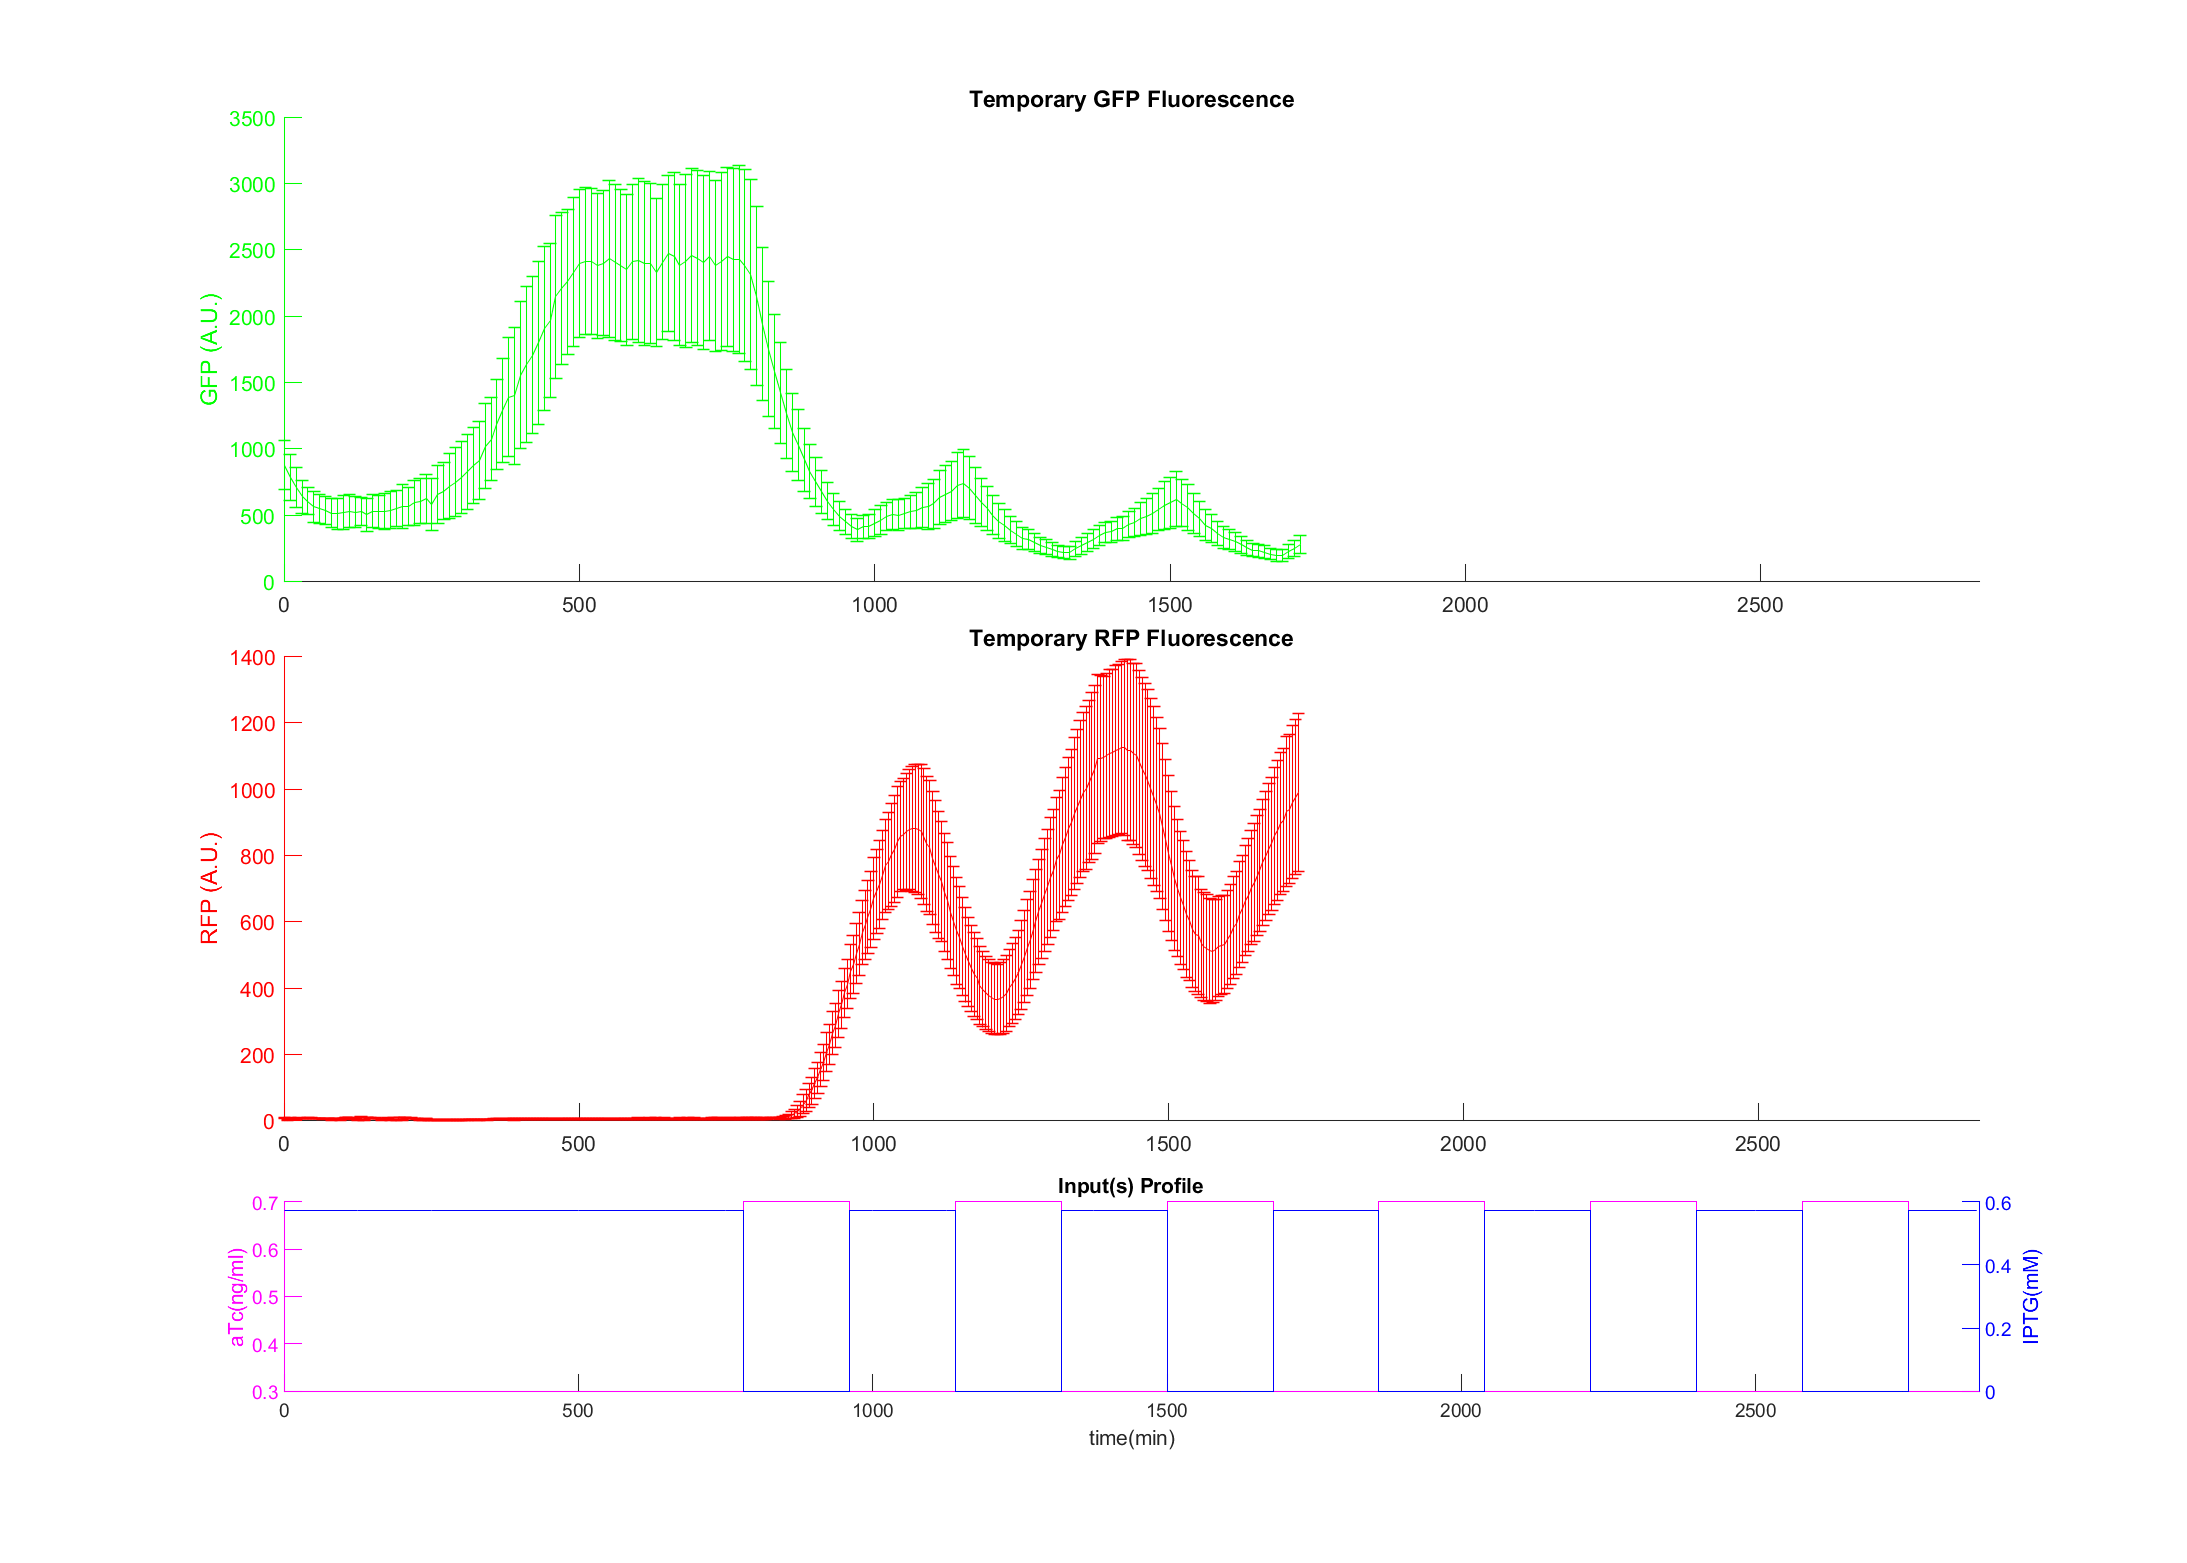 Temporary GFP Fluorescence
GFP (A.U.)
3500
3000
2500
2000
1500
1000
500
0
0 500 1000 1500 2000 2500
Temporary RFP Fluorescence
RFP (A.U.)
1400
1200
1000
800
600
400
200
0
0 500 1000 1500 2000 2500
Input(s) Profile
aTc(ng/ml)
0.7
0.6
0.5
0.4
0.3
IPTG(mM)
0.6
0.4
0.2
0
0 500 1000 1500 2000 2500
time(min)